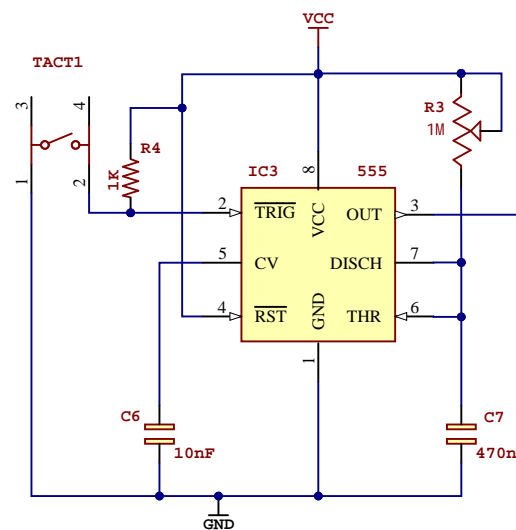 VCC
TACT1
3
4
R3
1M
R4
1K
1
2
IC3
555
8
2
TRIG
VCC
OUT
3
5
CV
DISCH
7
4
RST
GND
THR
6
1
C6
10nF
C7
470n
GND